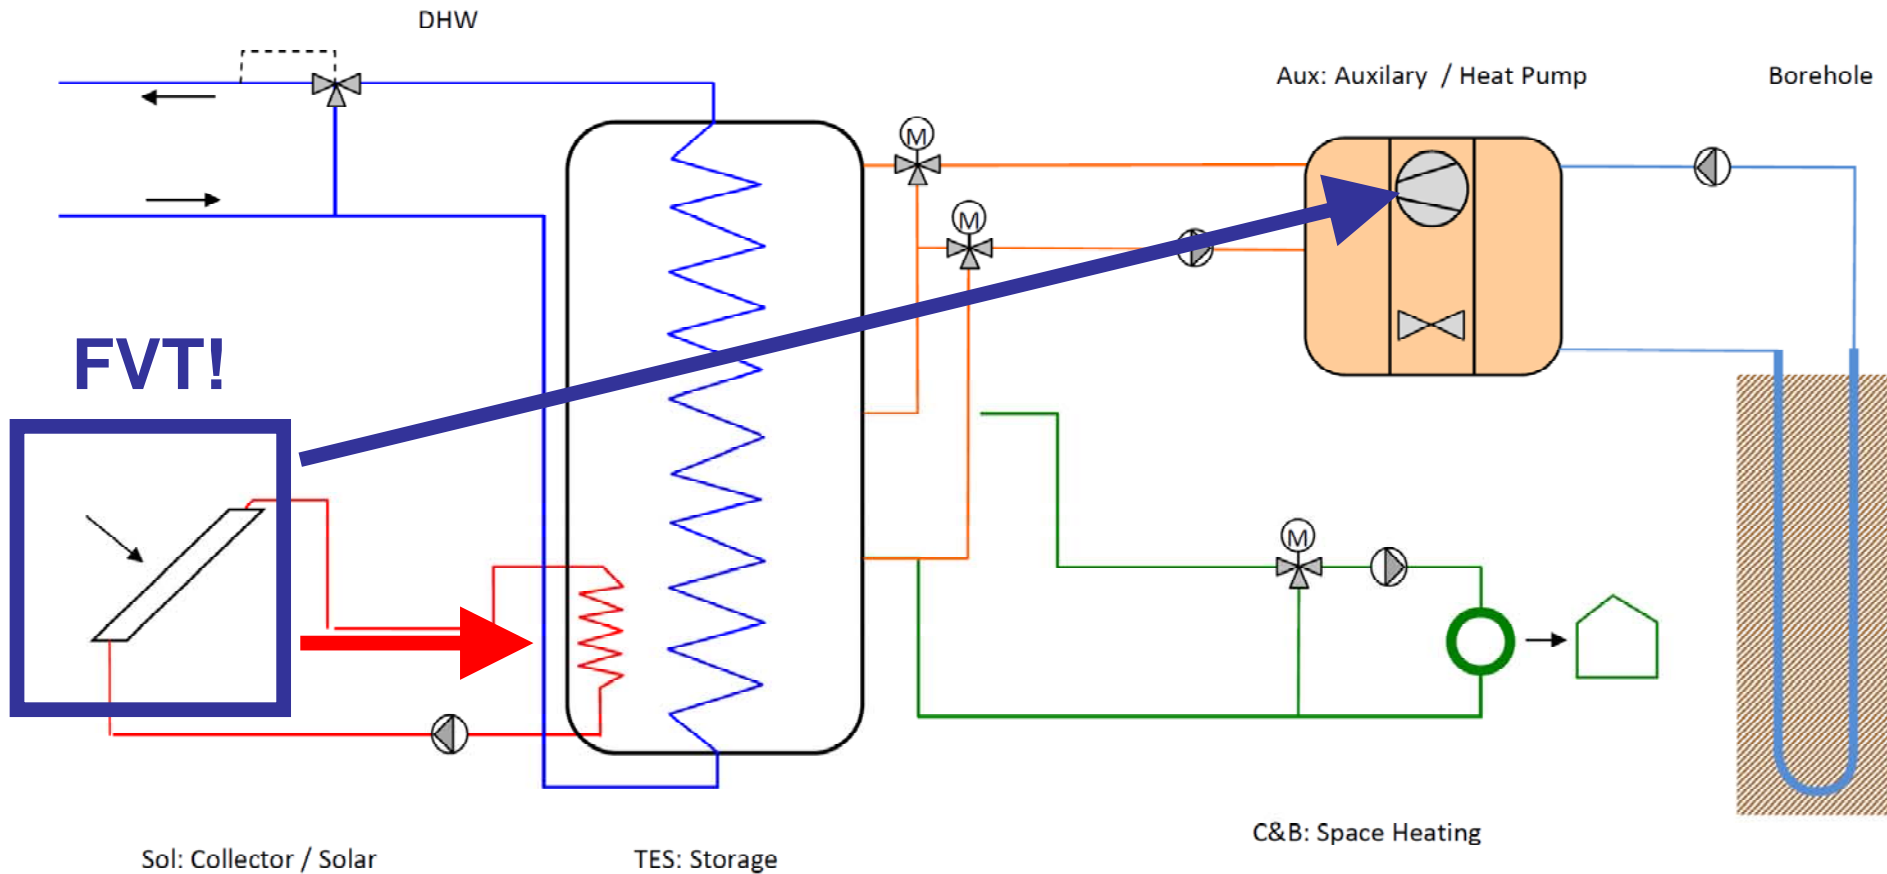 DHW
Aux: Auxilary / Heat Pump
Borehole
M
M
FVT!
M
C&B: Space Heating
Sol: Collector / Solar
TES: Storage